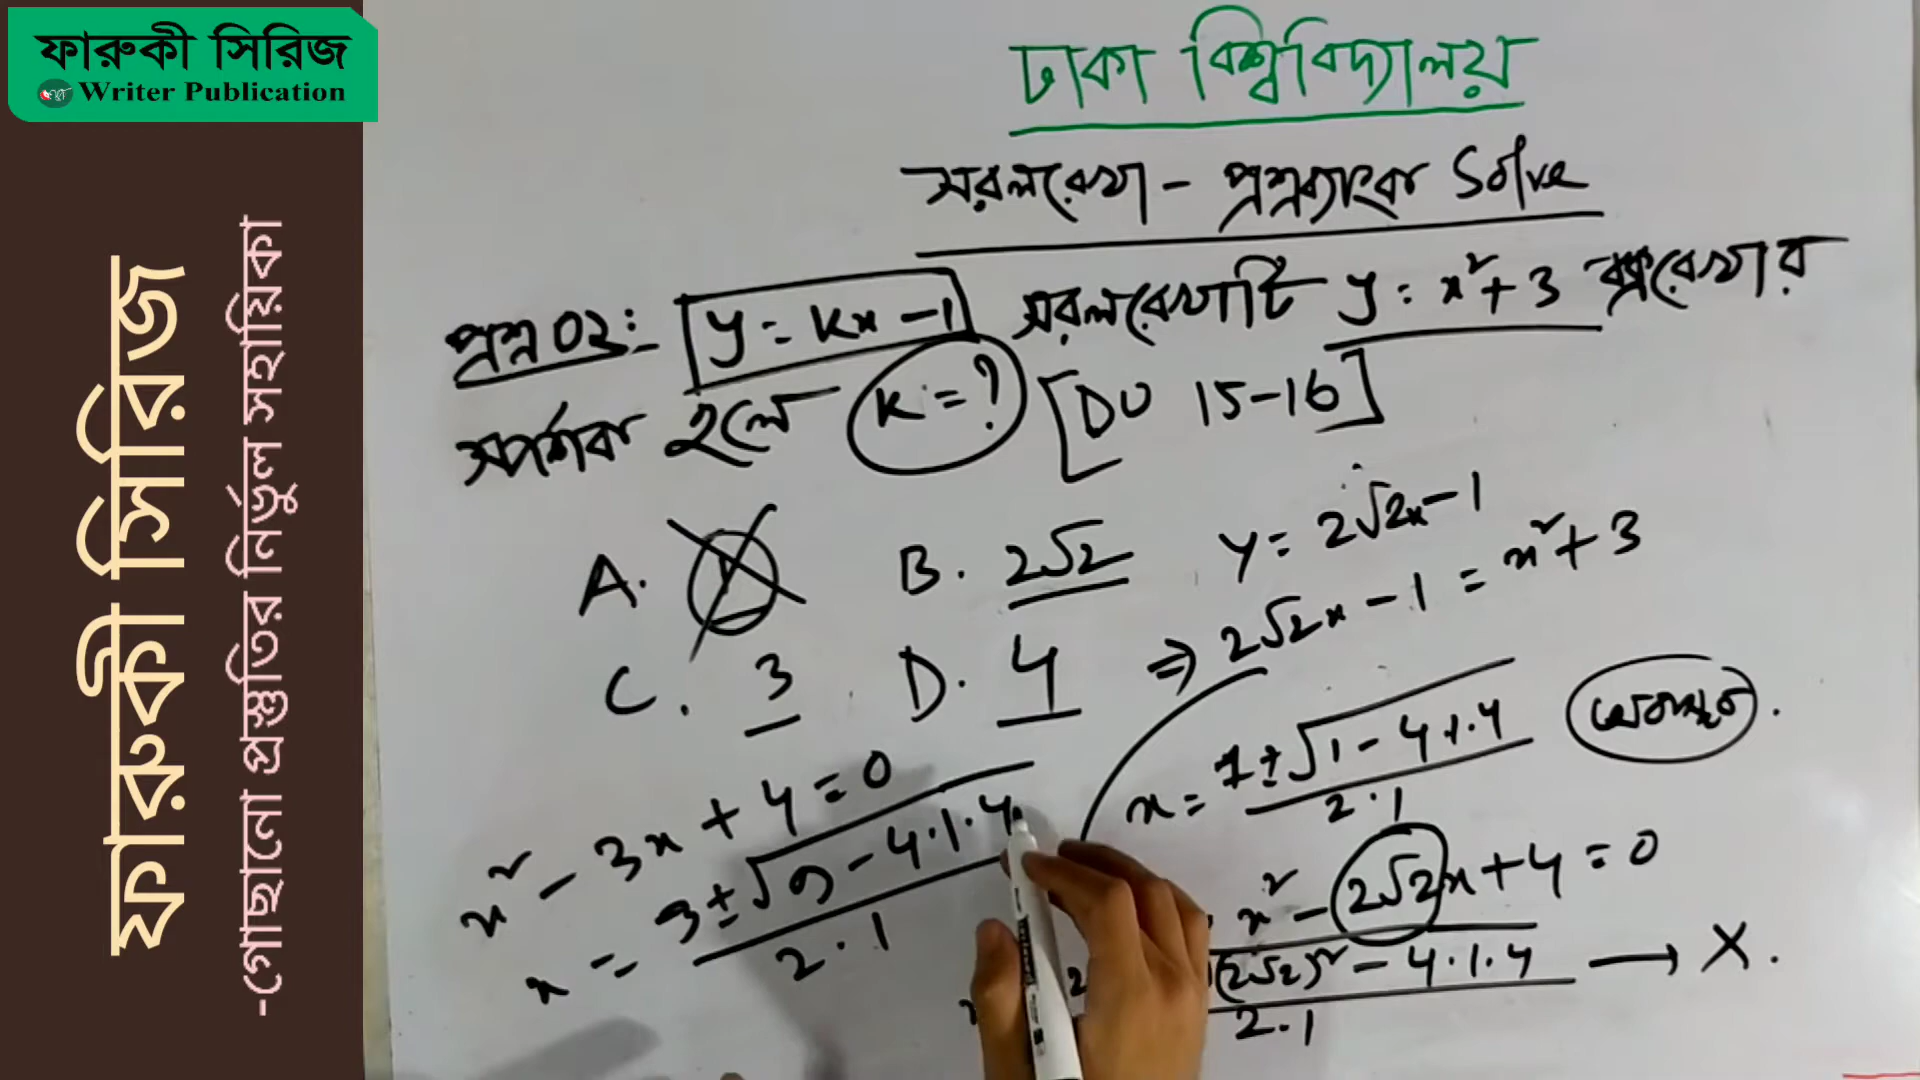 ফারুকী সিরিজ
Writer Publication
ফারুকী সিরিজ
-গোছানো প্রস্তুতির নির্ভুল সহায়িকা
ঢাকা বিশ্ববিদ্যালয়
সরলরেখা - প্রশ্নব্যাংক Solve
প্রশ্ন 02: y = kx - 1 সরলরেখাটি y = x² + 3 বক্ররেখার
স্পর্শক হলে k = ? [DU 15-16]
A. 1 B. 2√2
C. 3 D. 4
y = 2√2x - 1
⇒ 2√2x - 1 = x² + 3
x = 1 ± √1 - 4.1.4
2.1
x² - 2√2x + 4 = 0
(2√2)² - 4.1.4 → X.
2.1
x² - 3x + 4 = 0
x = 3 ± √9 - 4.1.4
2.1